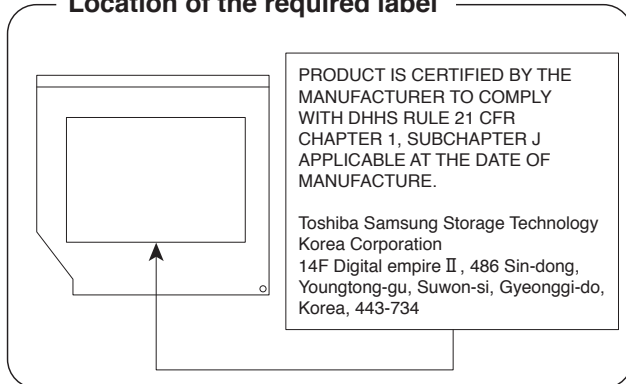 Location of the required label
PRODUCT IS CERTIFIED BY THE
MANUFACTURER TO COMPLY
WITH DHHS RULE 21 CFR
CHAPTER 1, SUBCHAPTER J
APPLICABLE AT THE DATE OF
MANUFACTURE.
Toshiba Samsung Storage Technology
Korea Corporation
14F Digital empire Ⅱ , 486 Sin-dong,
Youngtong-gu, Suwon-si, Gyeonggi-do,
Korea, 443-734